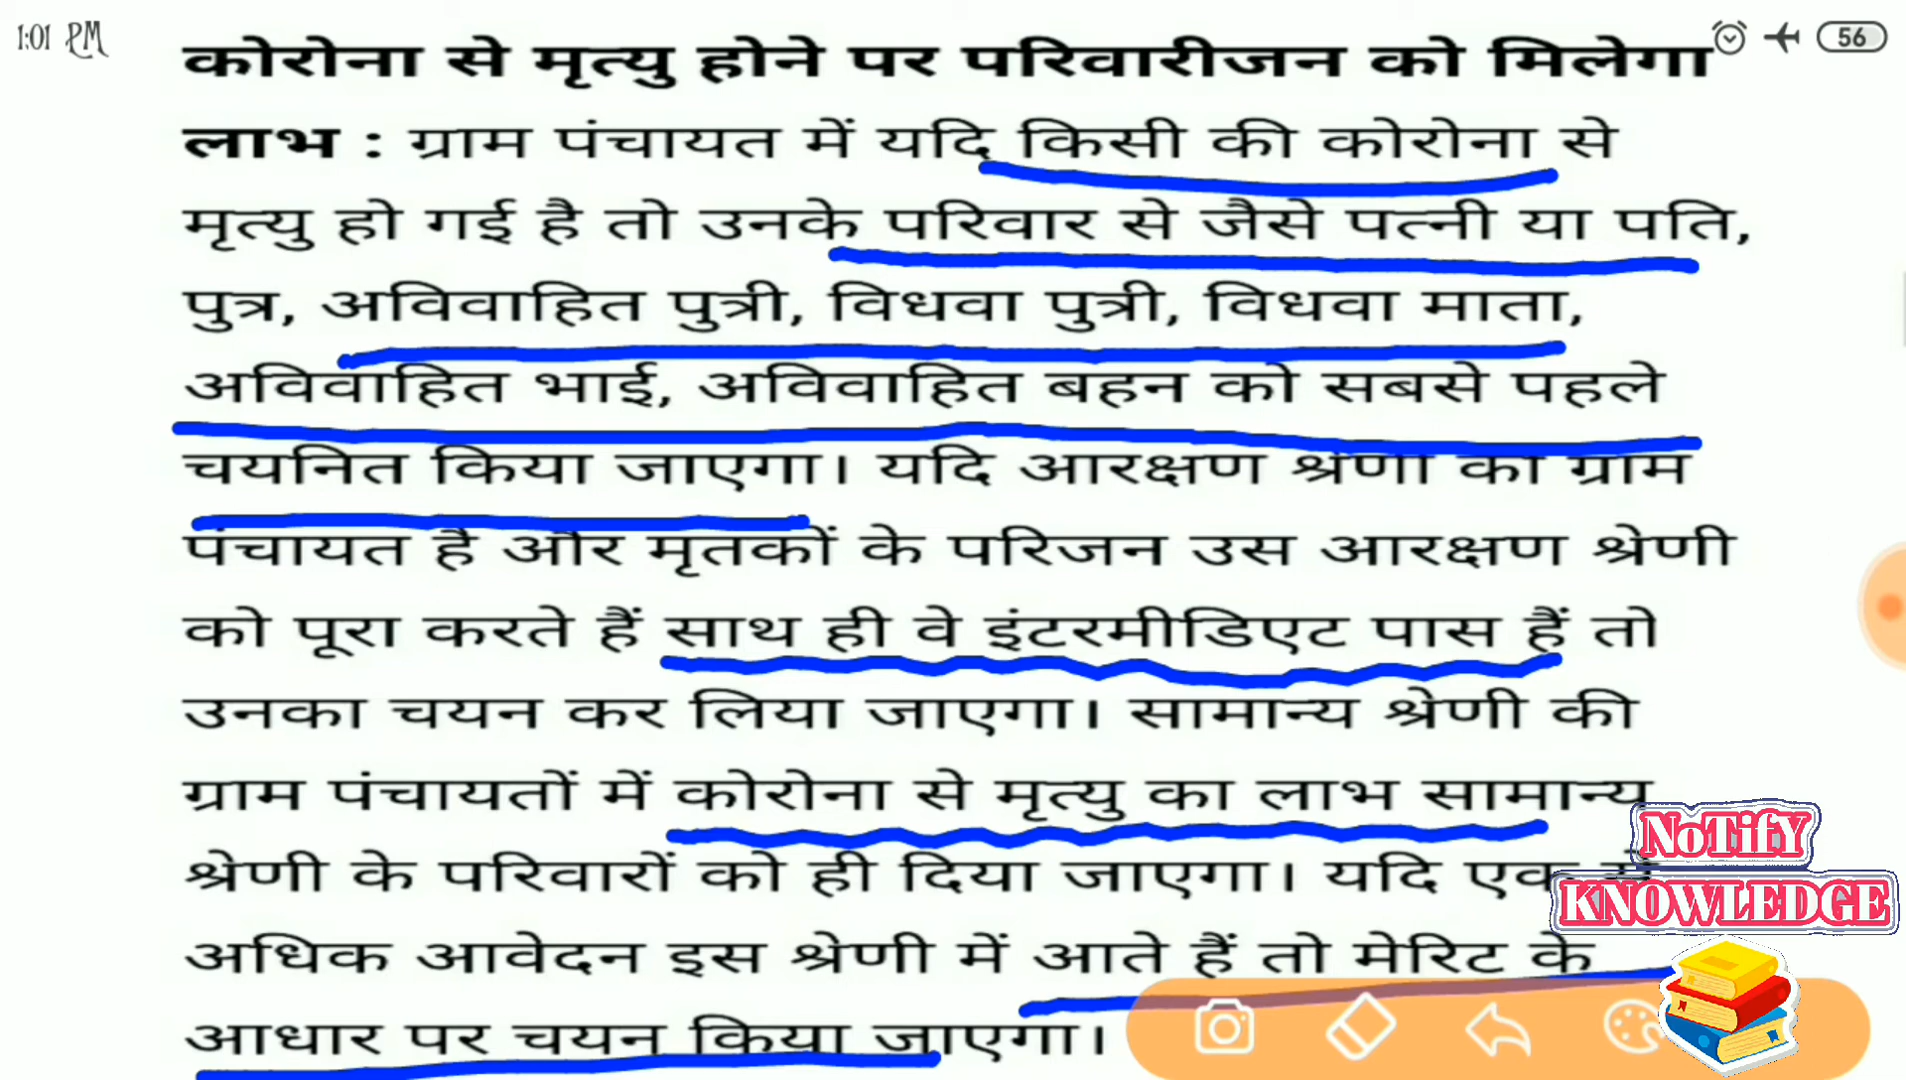 1:01 PM
56
कोरोना से मृत्यु होने पर परिवारीजन को मिलेगा
लाभ : ग्राम पंचायत में यदि किसी की कोरोना से
मृत्यु हो गई है तो उनके परिवार से जैसे पत्नी या पति,
पुत्र, अविवाहित पुत्री, विधवा पुत्री, विधवा माता,
अविवाहित भाई, अविवाहित बहन को सबसे पहले
चयनित किया जाएगा। यदि आरक्षण श्रेणी की ग्राम
पंचायत है और मृतकों के परिजन उस आरक्षण श्रेणी
को पूरा करते हैं साथ ही वे इंटरमीडिएट पास हैं तो
उनका चयन कर लिया जाएगा। सामान्य श्रेणी की
ग्राम पंचायतों में कोरोना से मृत्यु का लाभ सामान्य
श्रेणी के परिवारों को ही दिया जाएगा। यदि एक से
अधिक आवेदन इस श्रेणी में आते हैं तो मेरिट के
आधार पर चयन किया जाएगा।
NoTifY
KNOWLEDGE